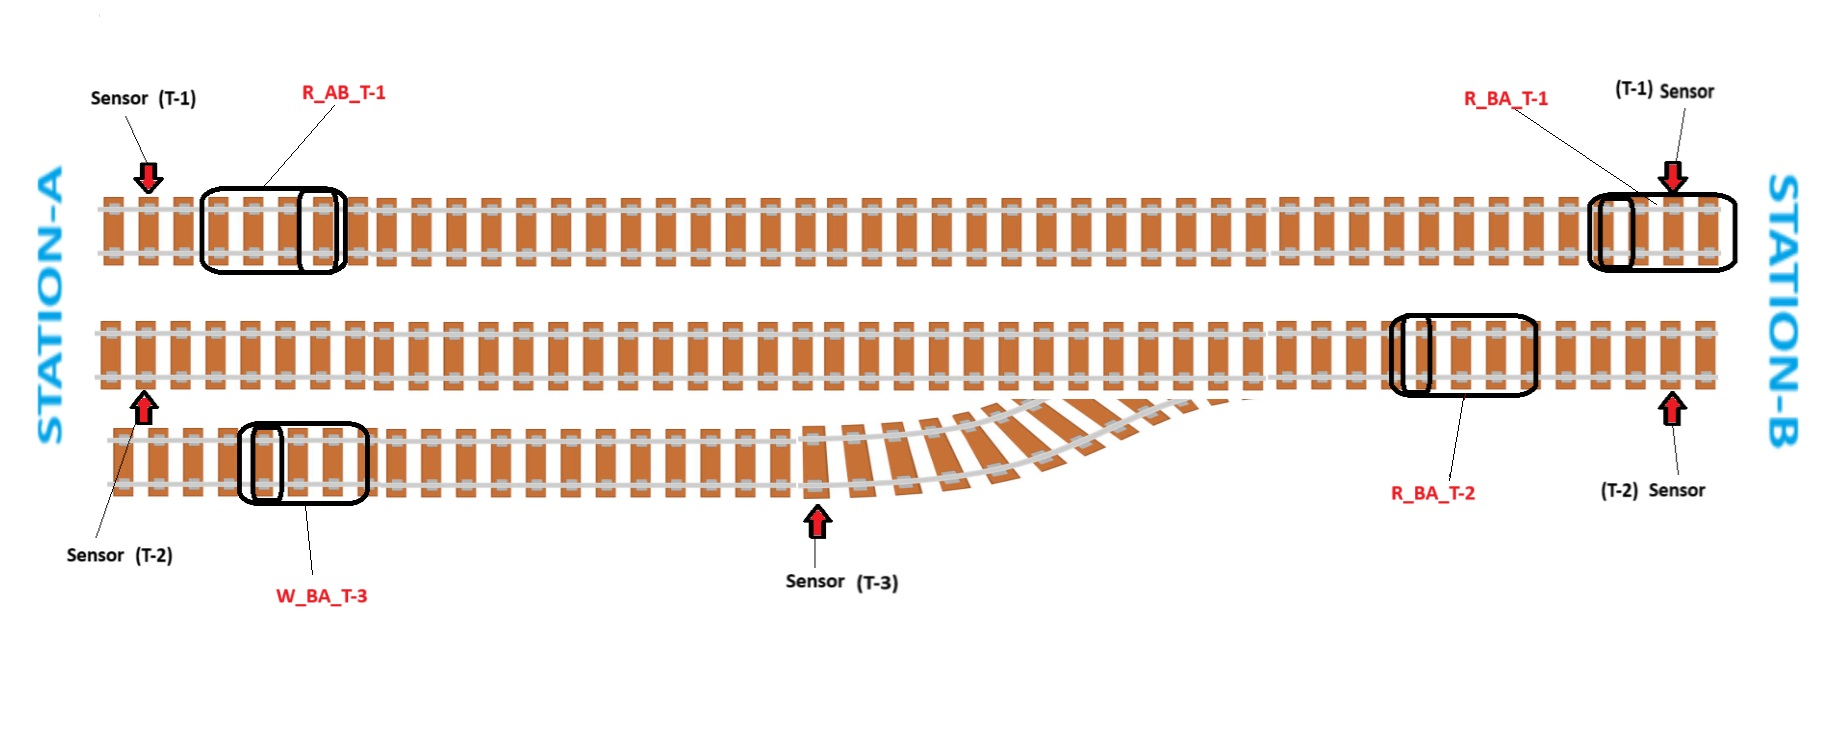 Sensor (T-1)
R_AB_T-1
R_BA_T-1
(T-1) Sensor
STATION-A
STATION-B
R_BA_T-2
(T-2) Sensor
Sensor (T-2)
W_BA_T-3
Sensor (T-3)